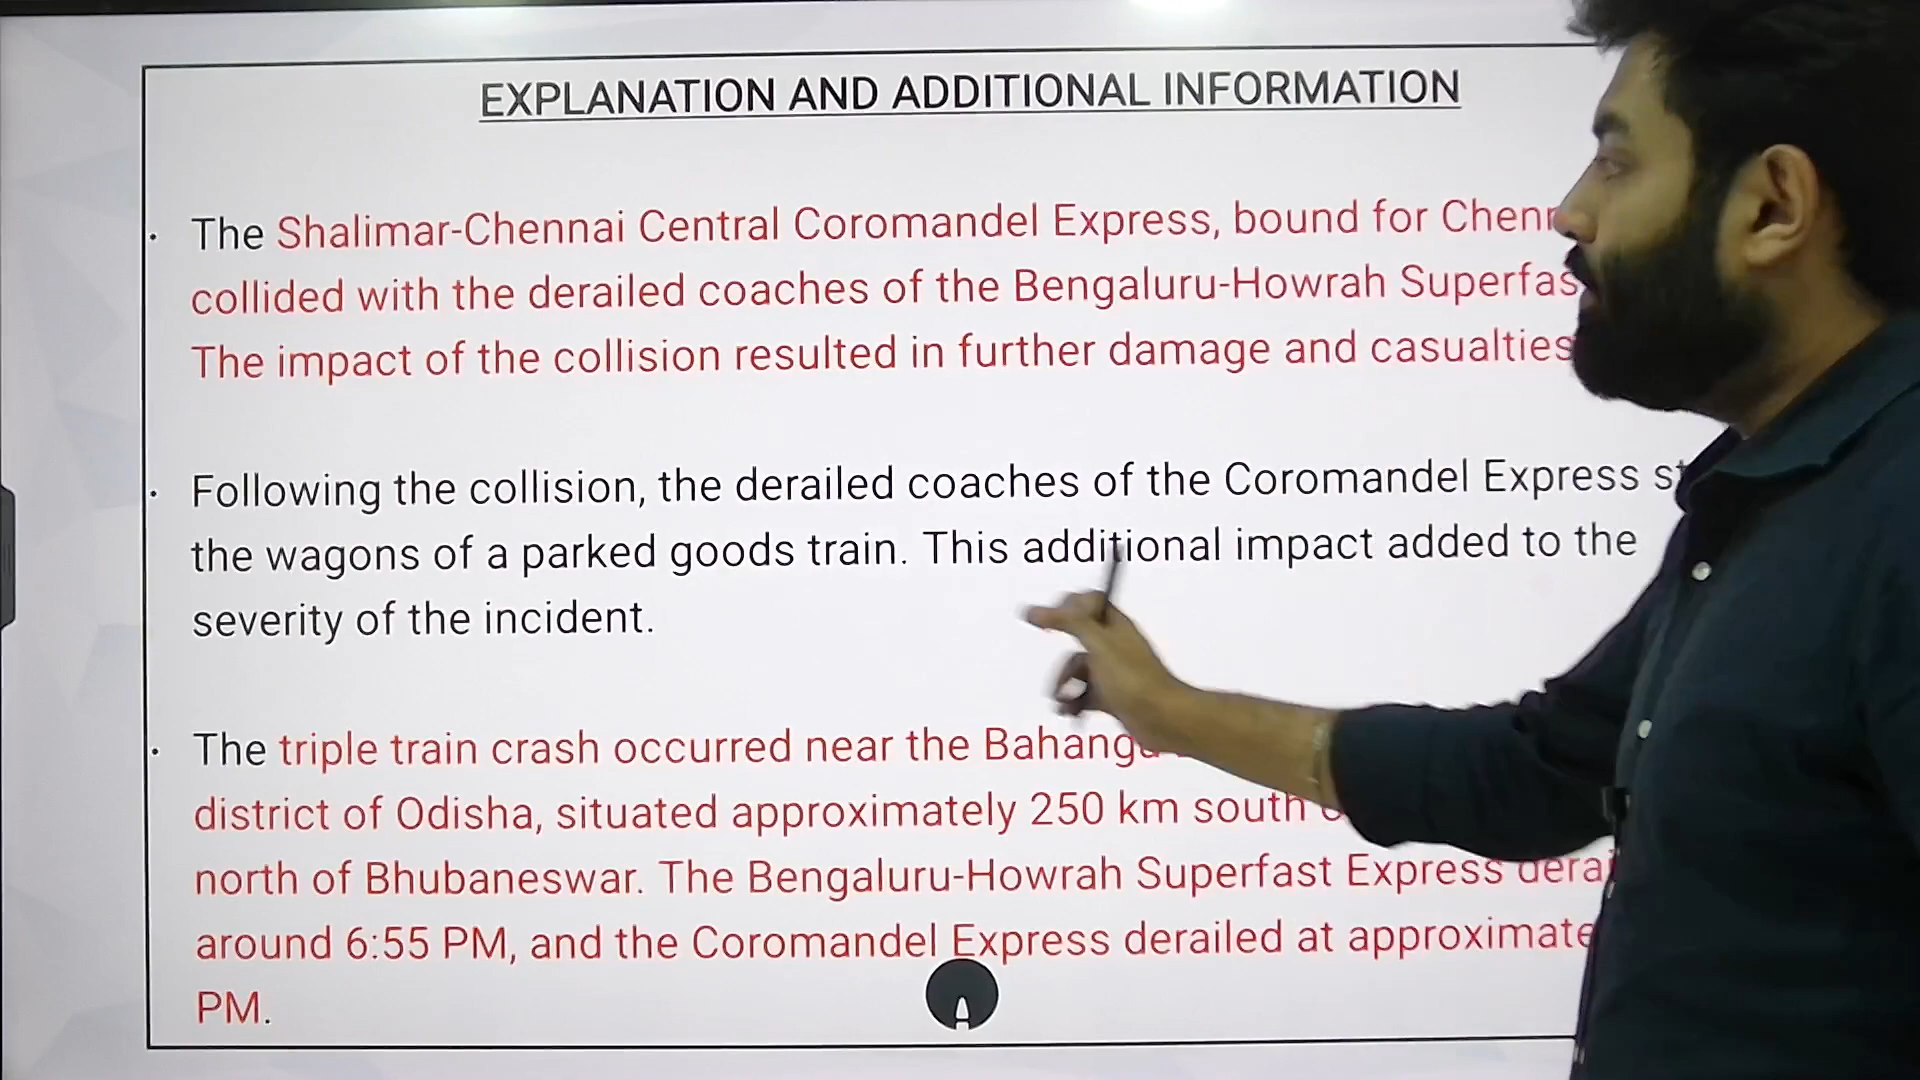 EXPLANATION AND ADDITIONAL INFORMATION
· The Shalimar-Chennai Central Coromandel Express, bound for
collided with the derailed coaches of the Bengaluru-Howrah
The impact of the collision resulted in further damage and casualties
· Following the collision, the derailed coaches of the Coromandel Express
the wagons of a parked goods train. This additional impact added to the
severity of the incident.
· The triple train crash occurred near the
district of Odisha, situated approximately 250 km south
north of Bhubaneswar. The Bengaluru-Howrah Superfast Express
around 6:55 PM, and the Coromandel Express derailed at
PM.